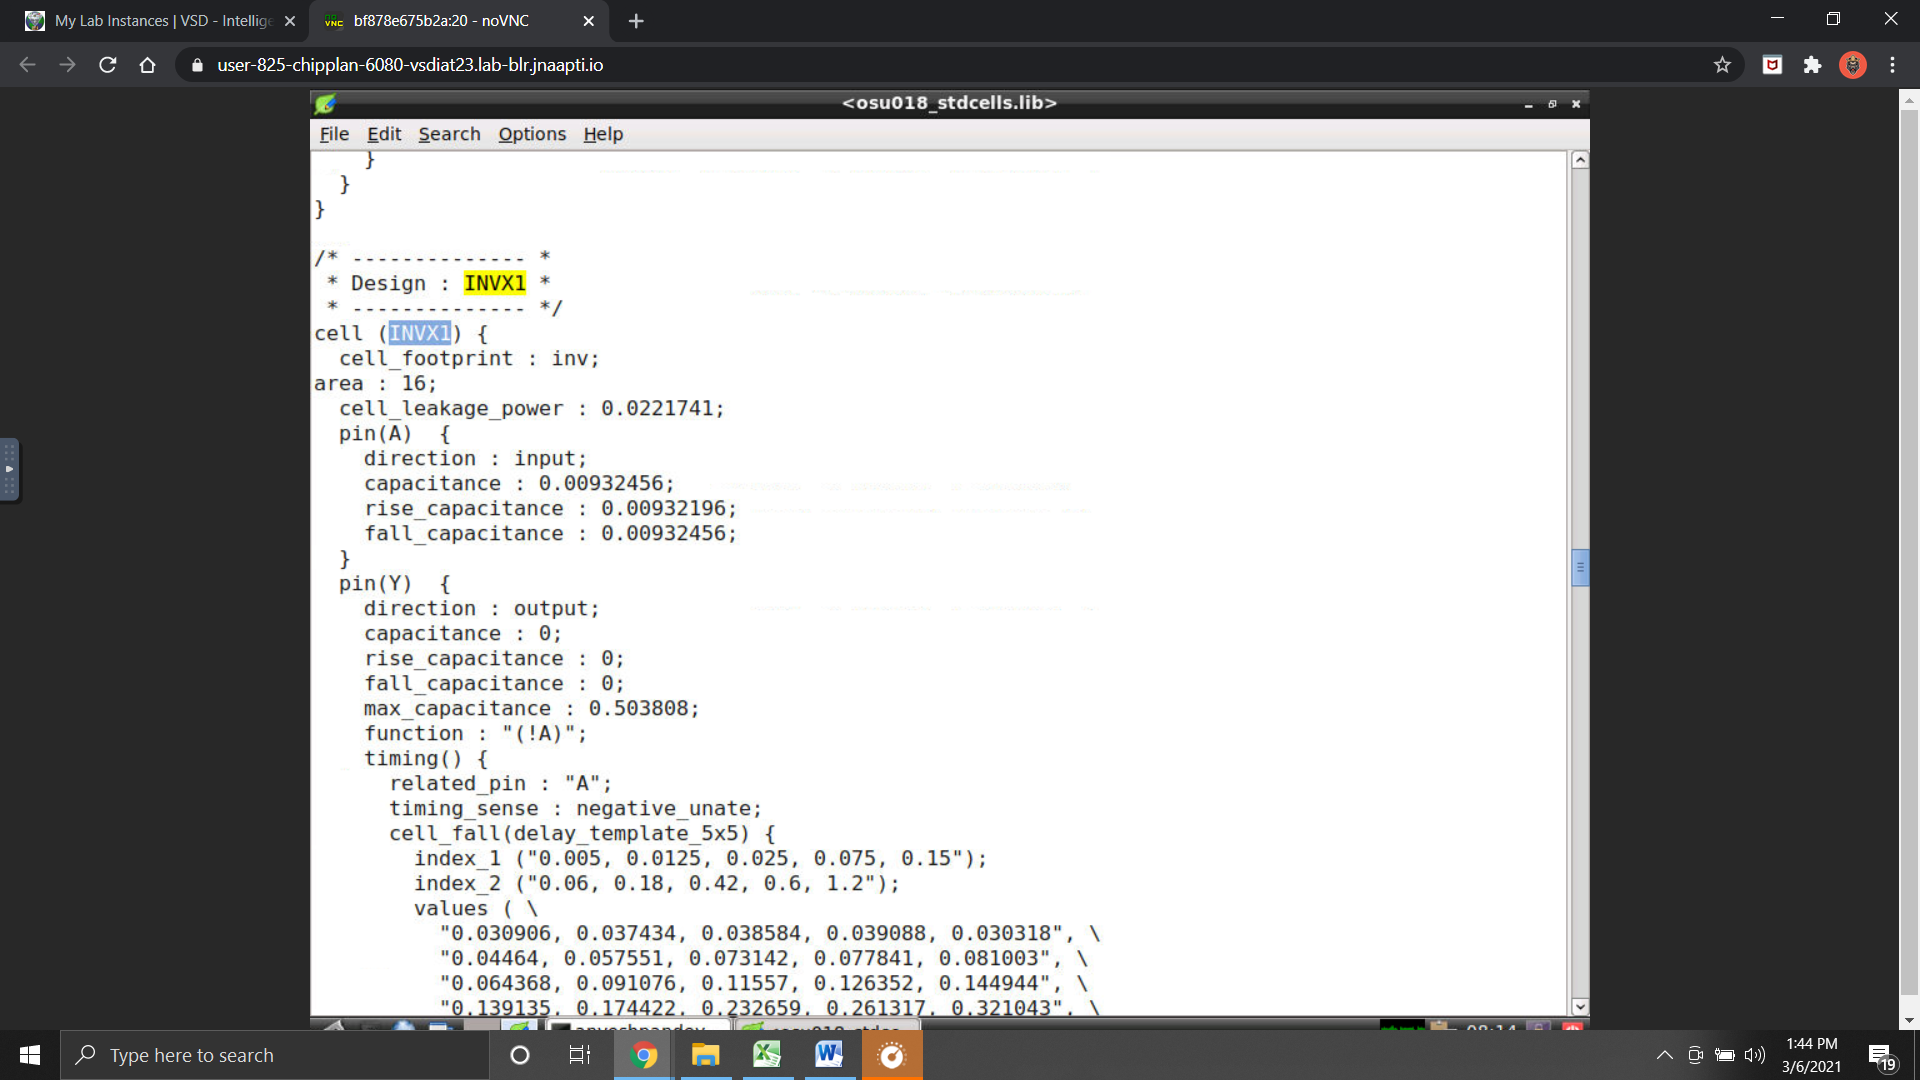 My Lab Instances | VSD - Intellige
bf878e675b2a:20 - noVNC
user-825-chipplan-6080-vsdiat23.lab-blr.jnaapti.io
<osu018_stdcells.lib>
File Edit Search Options Help
}
}
}
/* -------------- *
* Design : INVX1 *
* -------------- */
cell (INVX1) {
cell_footprint : inv;
area : 16;
cell_leakage_power : 0.0221741;
pin(A) {
direction : input;
capacitance : 0.00932456;
rise_capacitance : 0.00932196;
fall_capacitance : 0.00932456;
}
pin(Y) {
direction : output;
capacitance : 0;
rise_capacitance : 0;
fall_capacitance : 0;
max_capacitance : 0.503808;
function : "(!A)";
timing() {
related_pin : "A";
timing_sense : negative_unate;
cell_fall(delay_template_5x5) {
index_1 ("0.005, 0.0125, 0.025, 0.075, 0.15");
index_2 ("0.06, 0.18, 0.42, 0.6, 1.2");
values ( \
"0.030906, 0.037434, 0.038584, 0.039088, 0.030318", \
"0.04464, 0.057551, 0.073142, 0.077841, 0.081003", \
"0.064368, 0.091076, 0.11557, 0.126352, 0.144944", \
"0.139135, 0.174422, 0.232659, 0.261317, 0.321043", \
Type here to search
1:44 PM
3/6/2021
19